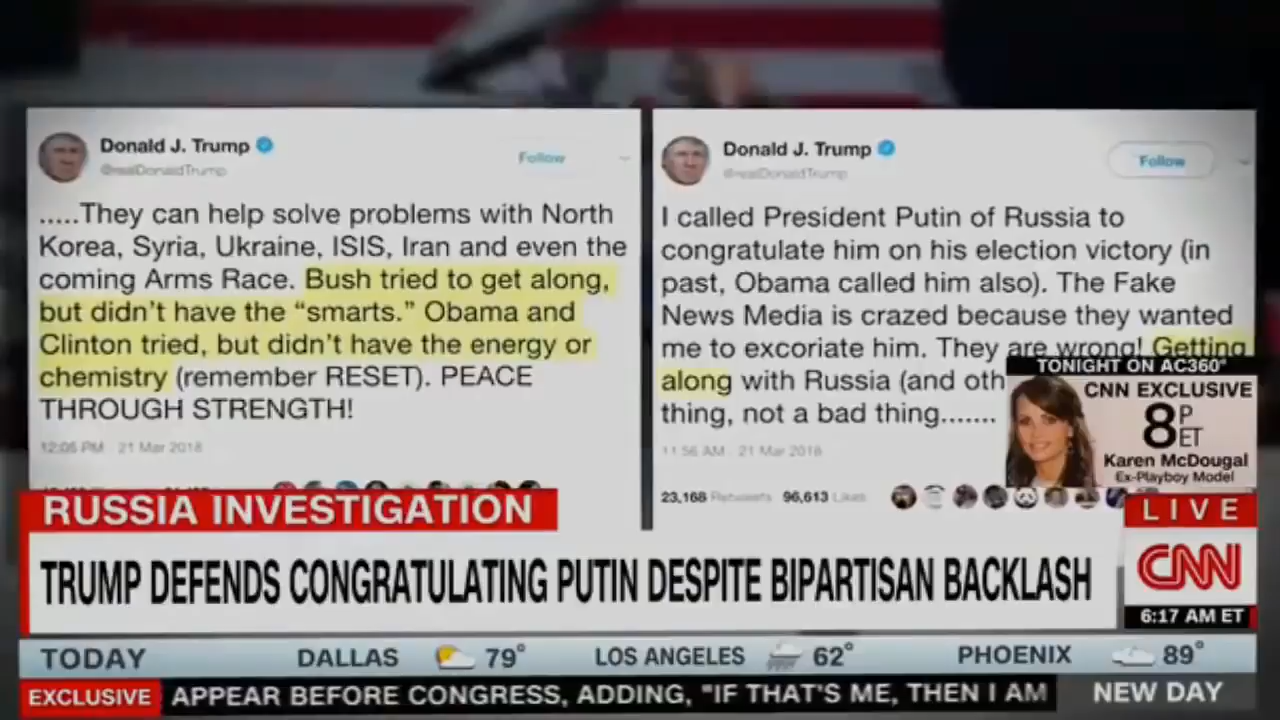 Donald J. Trump
@realDonaldTrump
Follow
.....They can help solve problems with North
Korea, Syria, Ukraine, ISIS, Iran and even the
coming Arms Race. Bush tried to get along,
but didn't have the “smarts.” Obama and
Clinton tried, but didn't have the energy or
chemistry (remember RESET). PEACE
THROUGH STRENGTH!
12:05 PM - 21 Mar 2018
Donald J. Trump
@realDonaldTrump
Follow
I called President Putin of Russia to
congratulate him on his election victory (in
past, Obama called him also). The Fake
News Media is crazed because they wanted
me to excoriate him. They are wrong! Getting
along with Russia (and oth
thing, not a bad thing.......
11:56 AM - 21 Mar 2018
23,168 Retweets 96,613 Likes
TONIGHT ON AC360°
CNN EXCLUSIVE
8P
ET
Karen McDougal
Ex-Playboy Model
RUSSIA INVESTIGATION
TRUMP DEFENDS CONGRATULATING PUTIN DESPITE BIPARTISAN BACKLASH
LIVE
CNN
6:17 AM ET
TODAY DALLAS 79° LOS ANGELES 62° PHOENIX 89°
EXCLUSIVE APPEAR BEFORE CONGRESS, ADDING, "IF THAT'S ME, THEN I AM NEW DAY